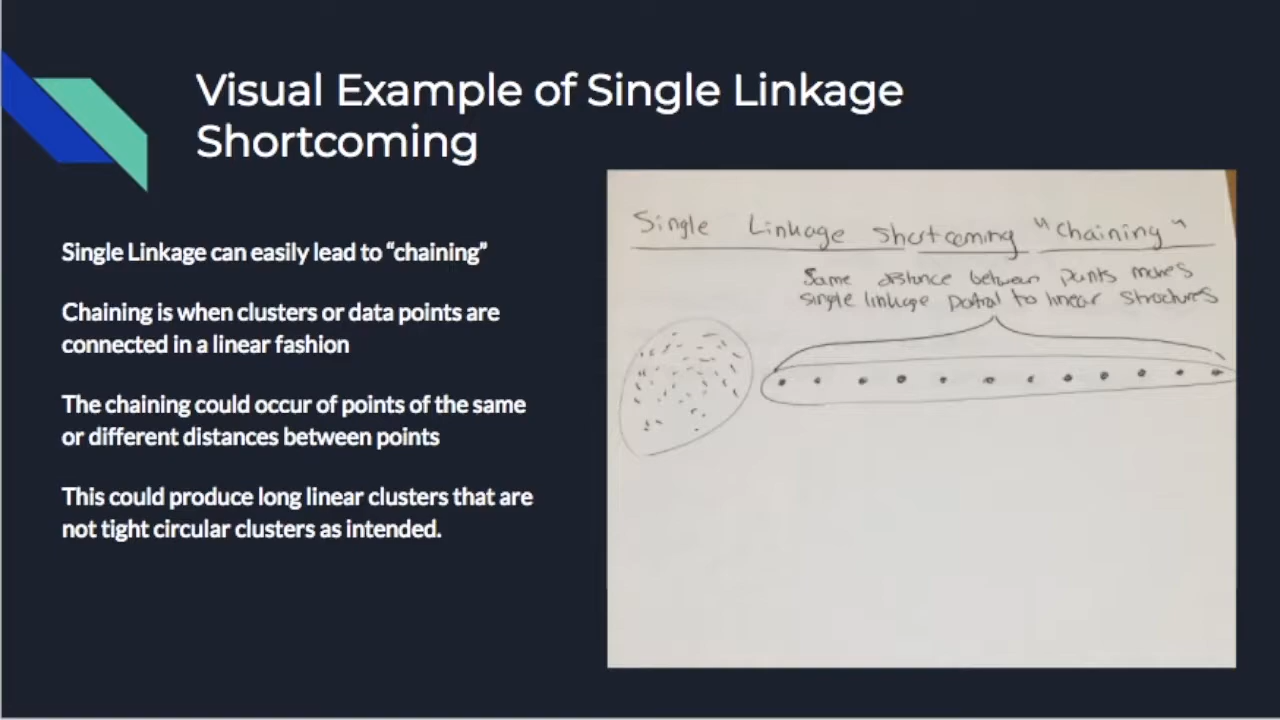 Visual Example of Single Linkage
Shortcoming
Single Linkage can easily lead to “chaining”
Chaining is when clusters or data points are
connected in a linear fashion
The chaining could occur of points of the same
or different distances between points
This could produce long linear clusters that are
not tight circular clusters as intended.
Single Linkage Shortcoming "Chaining"
Same distance between points makes
single linkage to linear structures